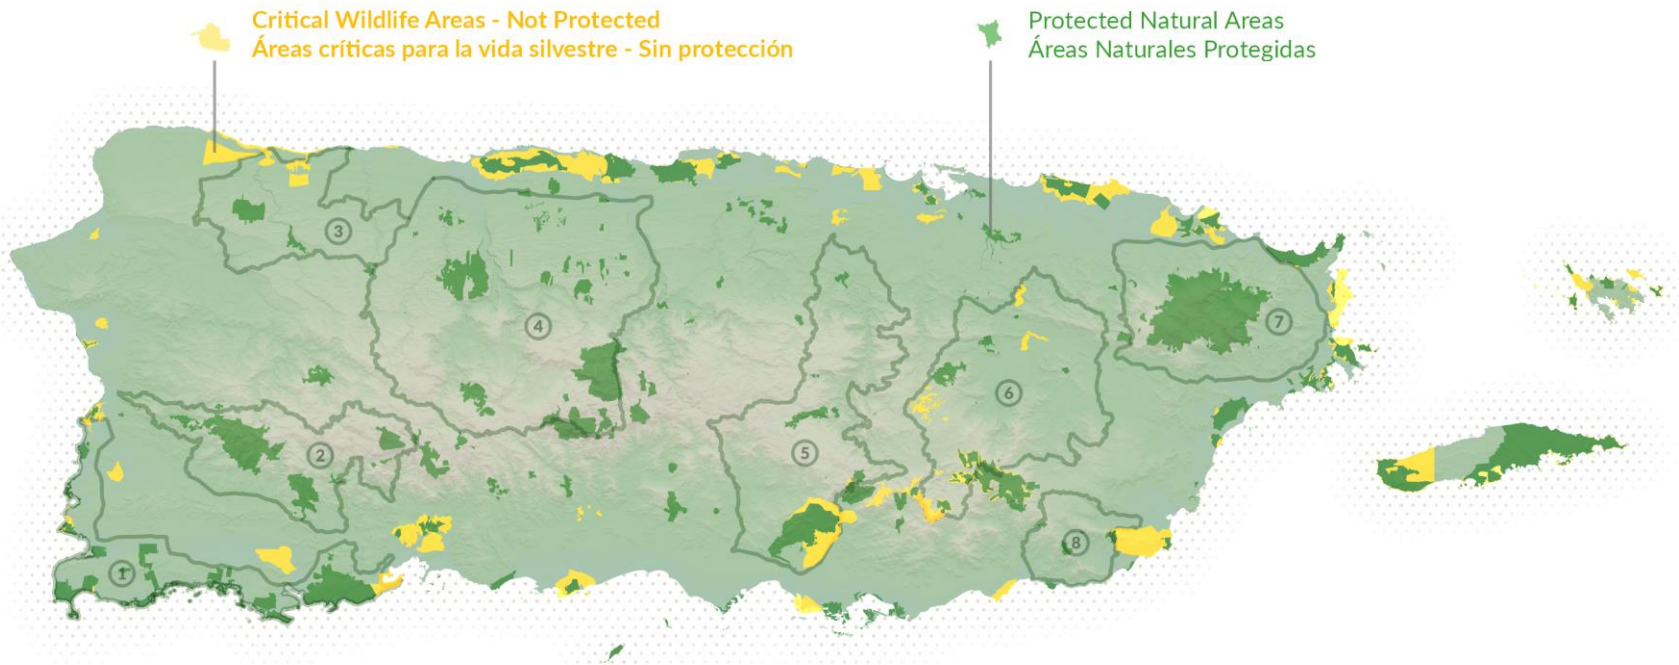 Critical Wildlife Areas - Not Protected
Áreas críticas para la vida silvestre - Sin protección
Protected Natural Areas
Áreas Naturales Protegidas
3
4
7
6
2
5
8
1